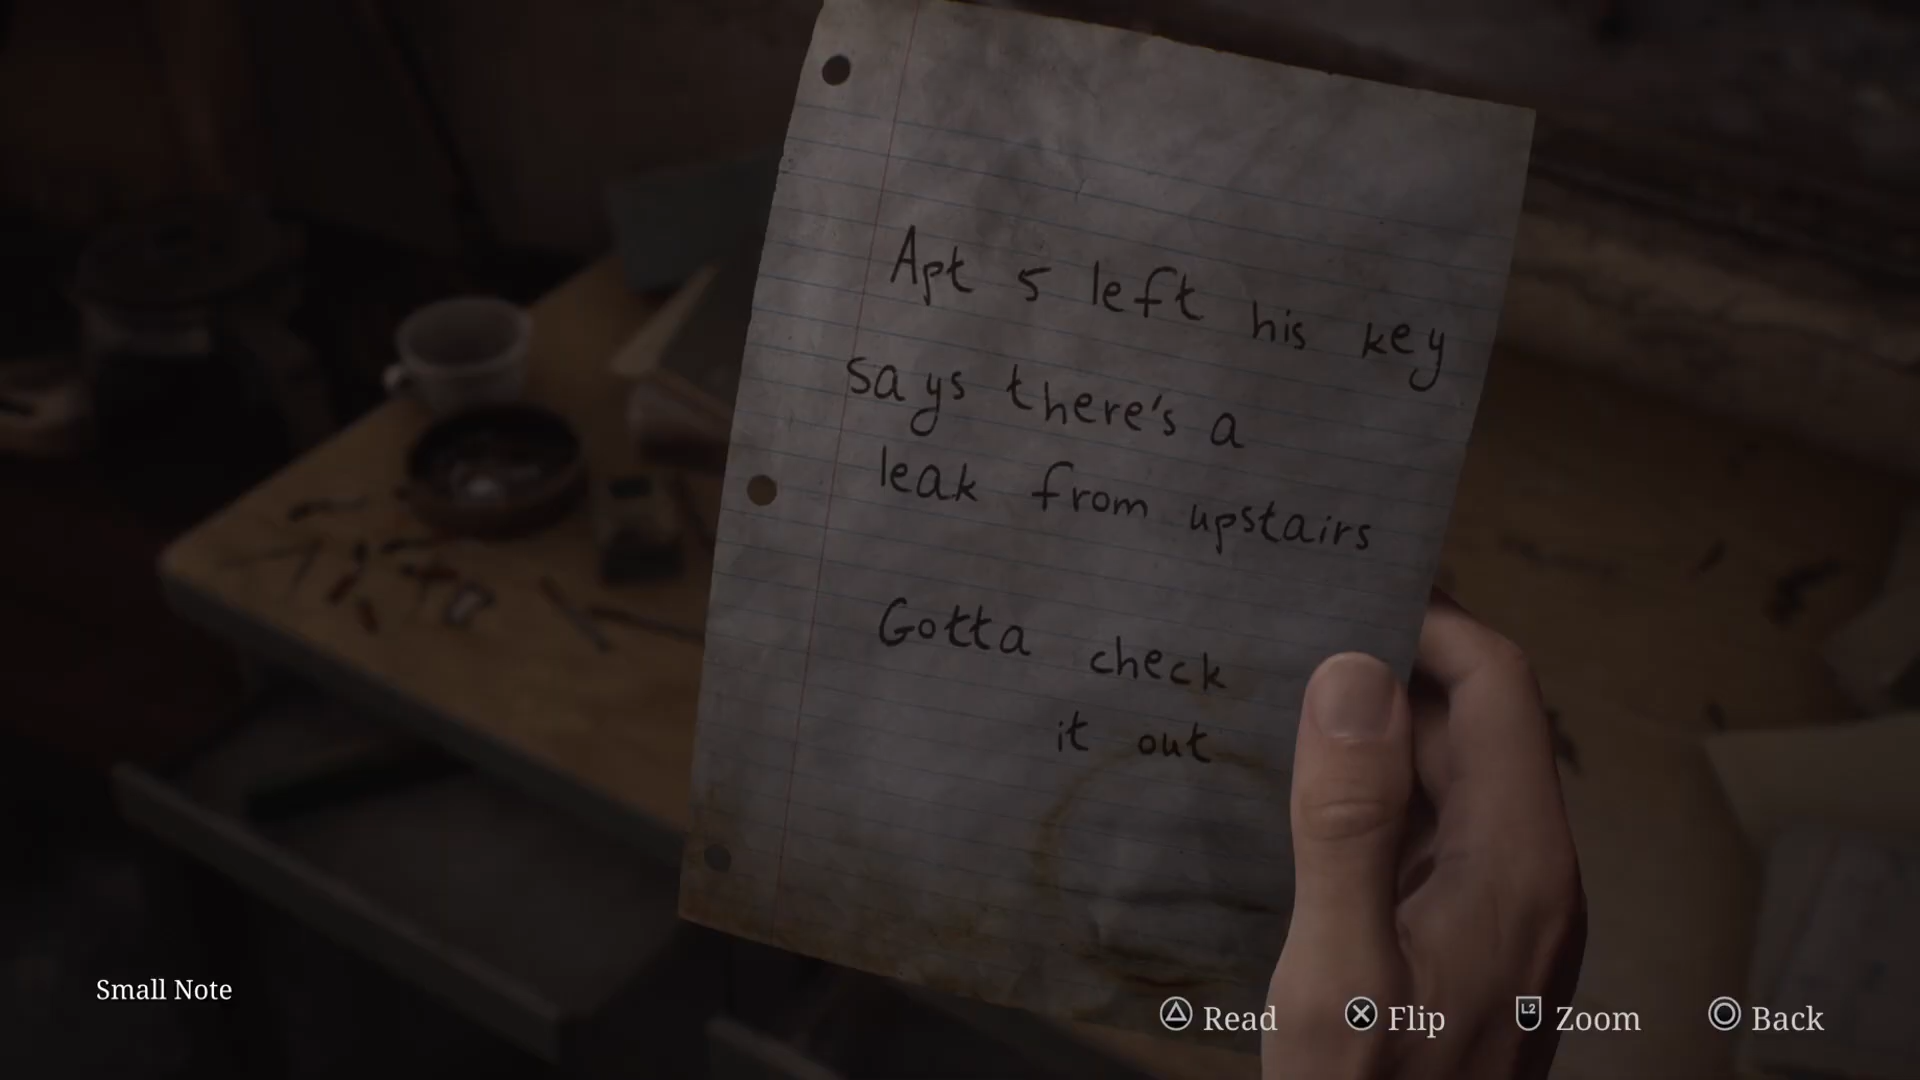 Apt 5 left his key
says there's a
leak from upstairs
Gotta check
it out
Small Note
Read
Flip
L2 Zoom
Back